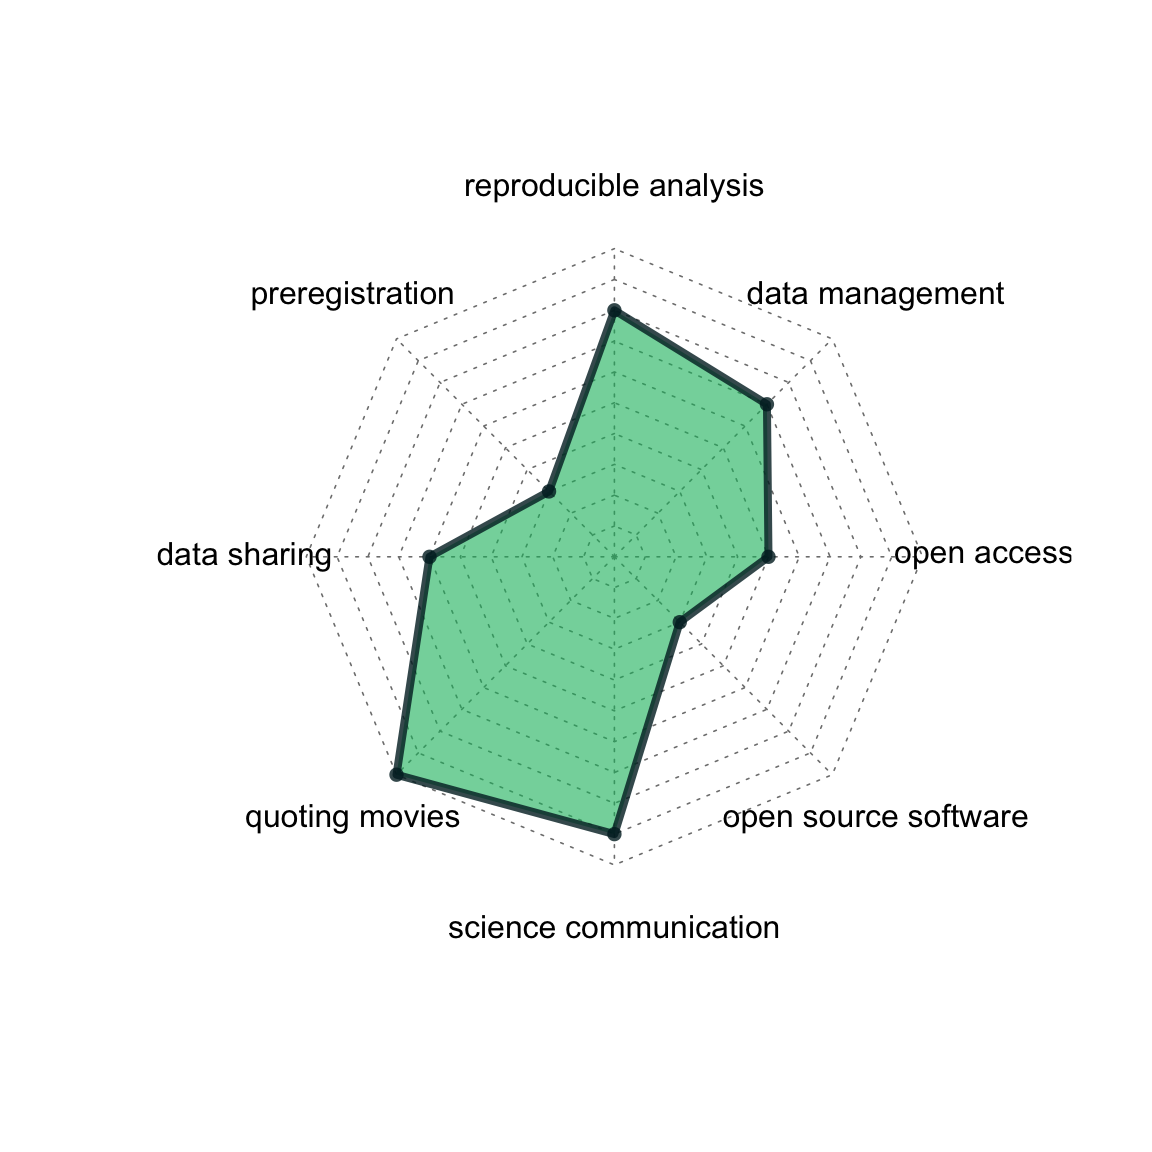 reproducible analysis
preregistration
data management
data sharing
open access
quoting movies
open source software
science communication